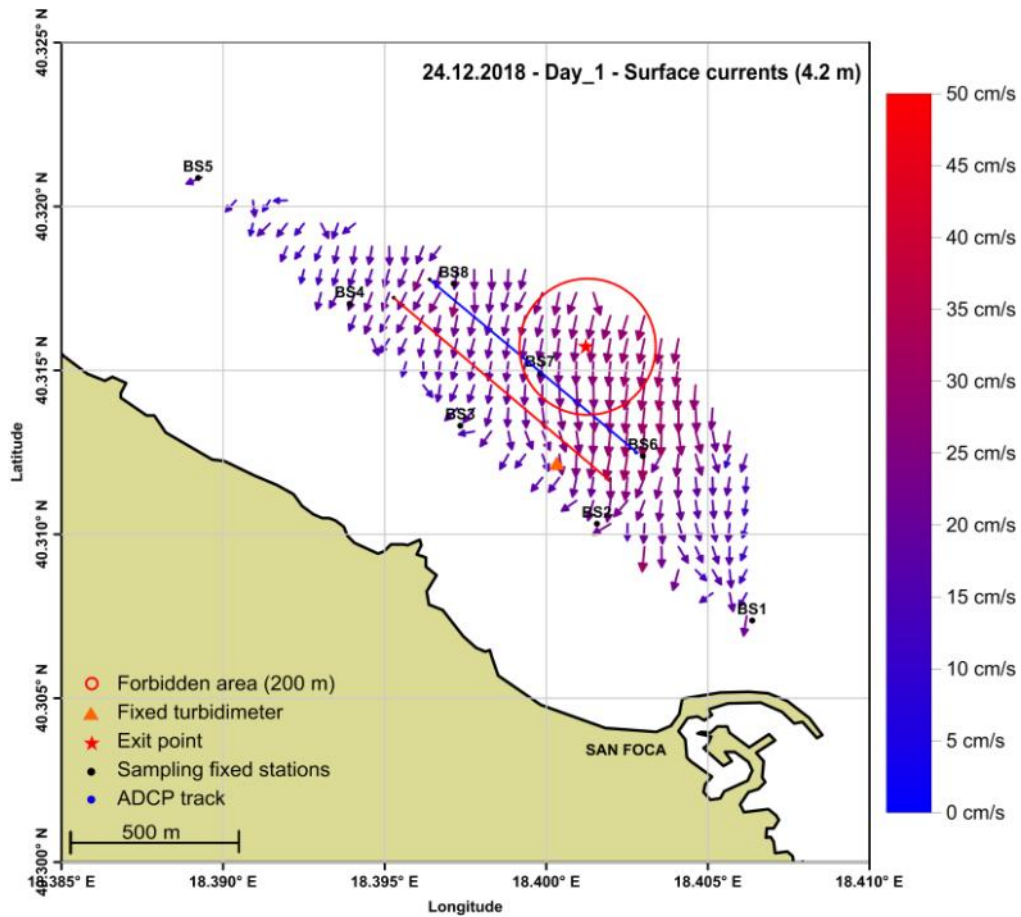 24.12.2018 - Day_1 - Surface currents (4.2 m)
40.325° N
40.320° N
40.315° N
40.310° N
40.305° N
40.300° N
Latitude
BS5
BS8
BS4
BS7
BS3
BS6
BS2
BS1
SAN FOCA
Forbidden area (200 m)
Fixed turbidimeter
Exit point
Sampling fixed stations
ADCP track
500 m
18.385° E
18.390° E
18.395° E
18.400° E
18.405° E
18.410° E
Longitude
50 cm/s
45 cm/s
40 cm/s
35 cm/s
30 cm/s
25 cm/s
20 cm/s
15 cm/s
10 cm/s
5 cm/s
0 cm/s